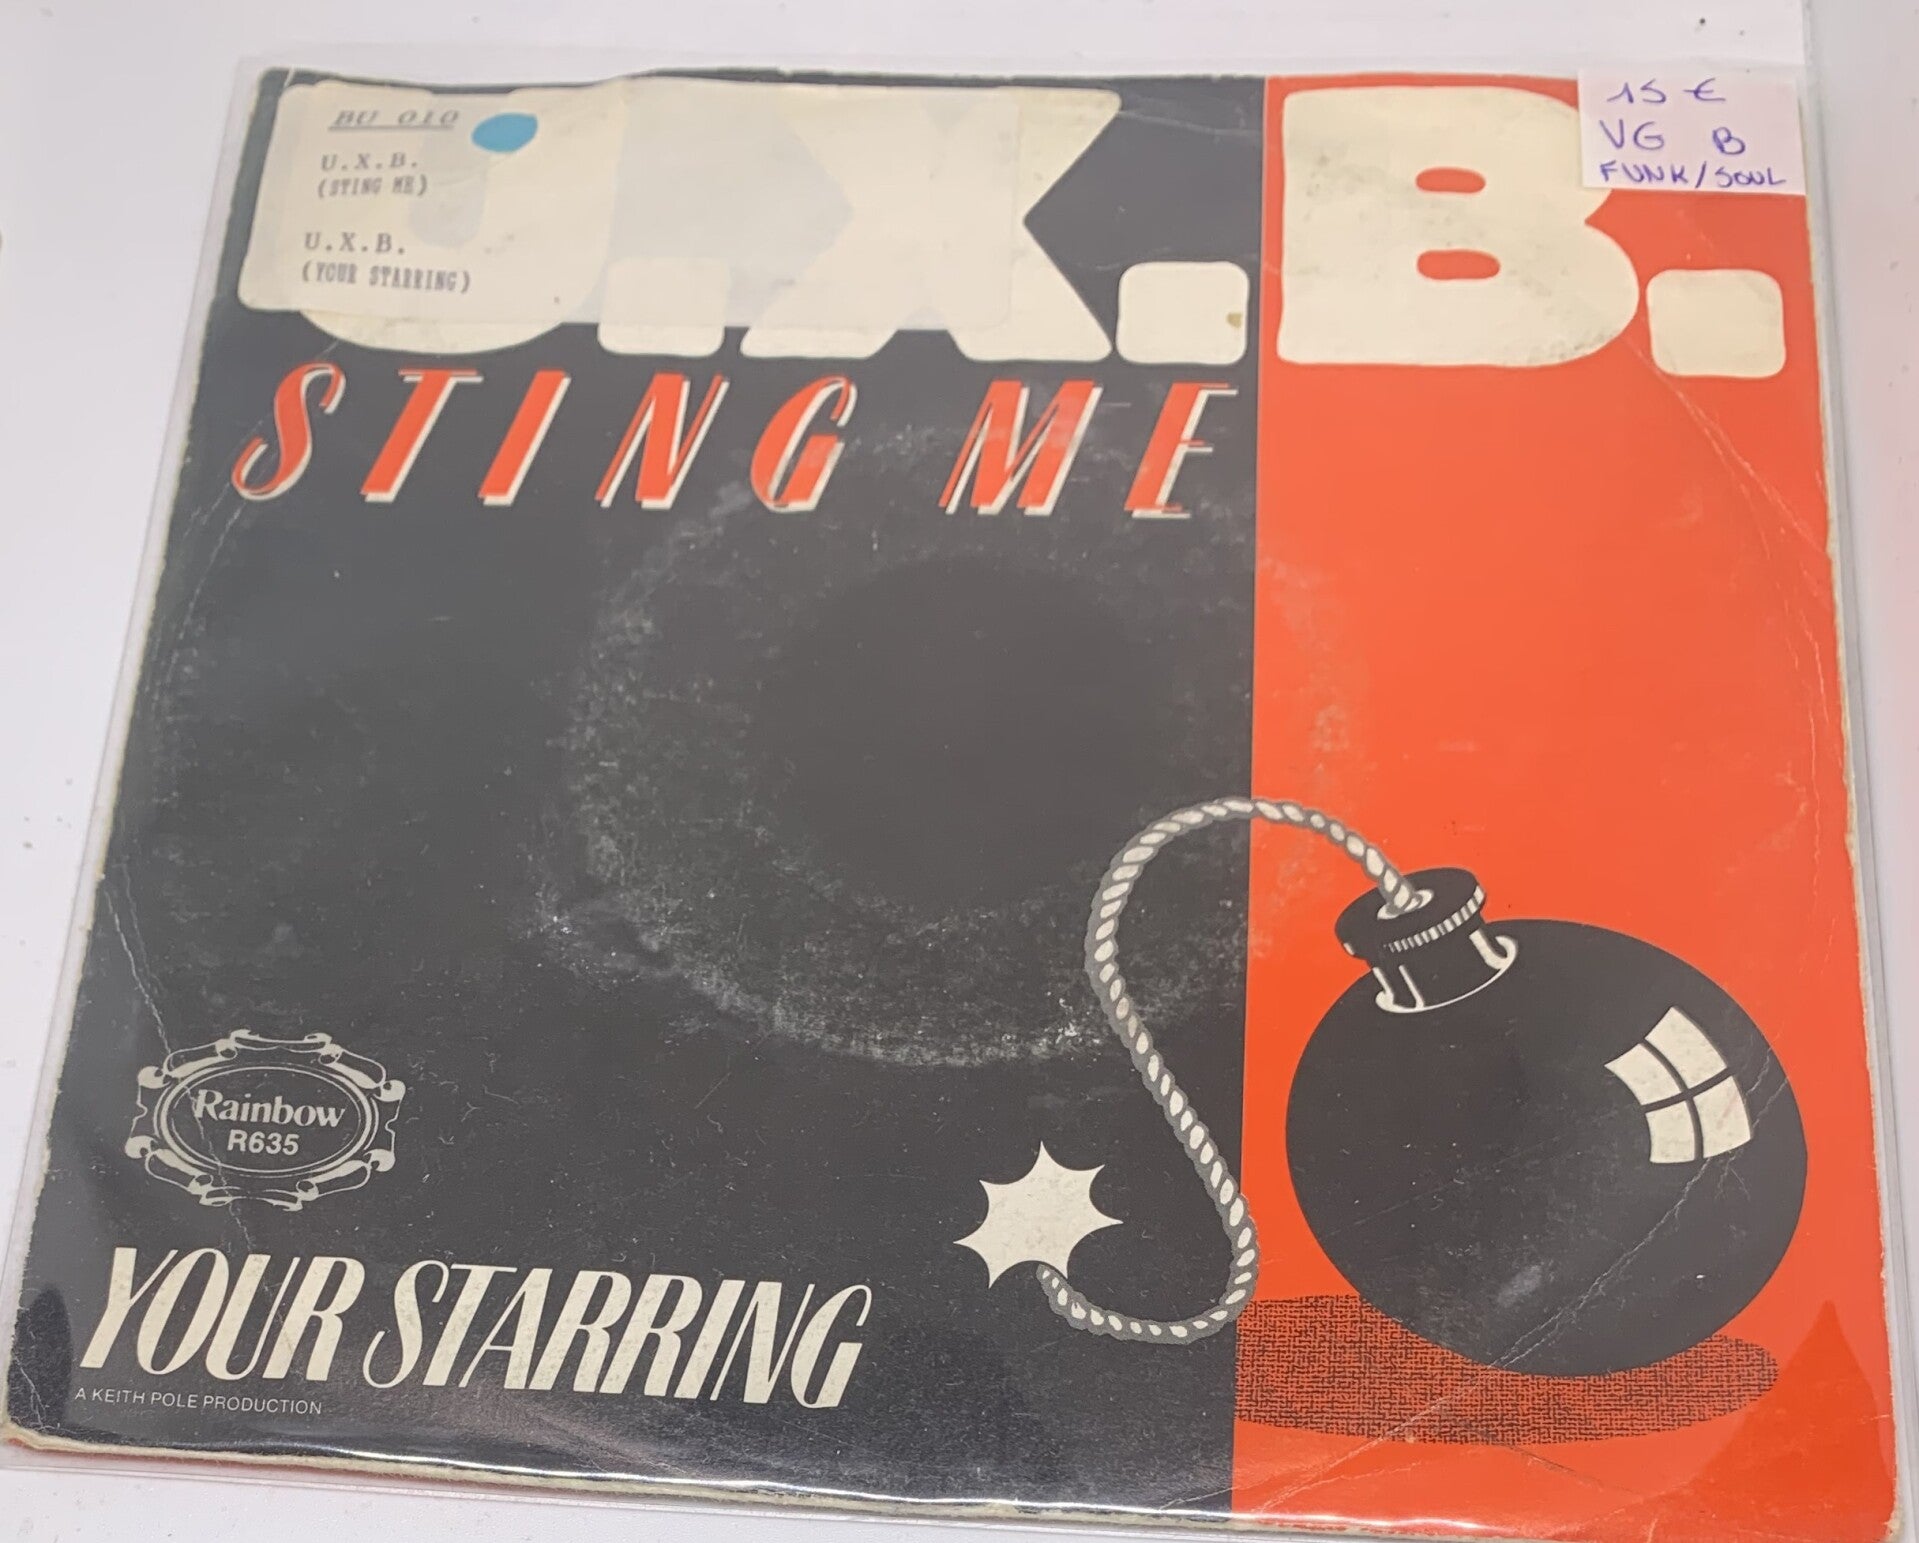 BU 010
U.X.B.
(STING ME)
U.X.B.
(YOUR STARRING)
U.X.B.
15 €
VG B
FUNK/SOUL
STING ME
Rainbow
R635
YOUR STARRING
A KEITH POLE PRODUCTION